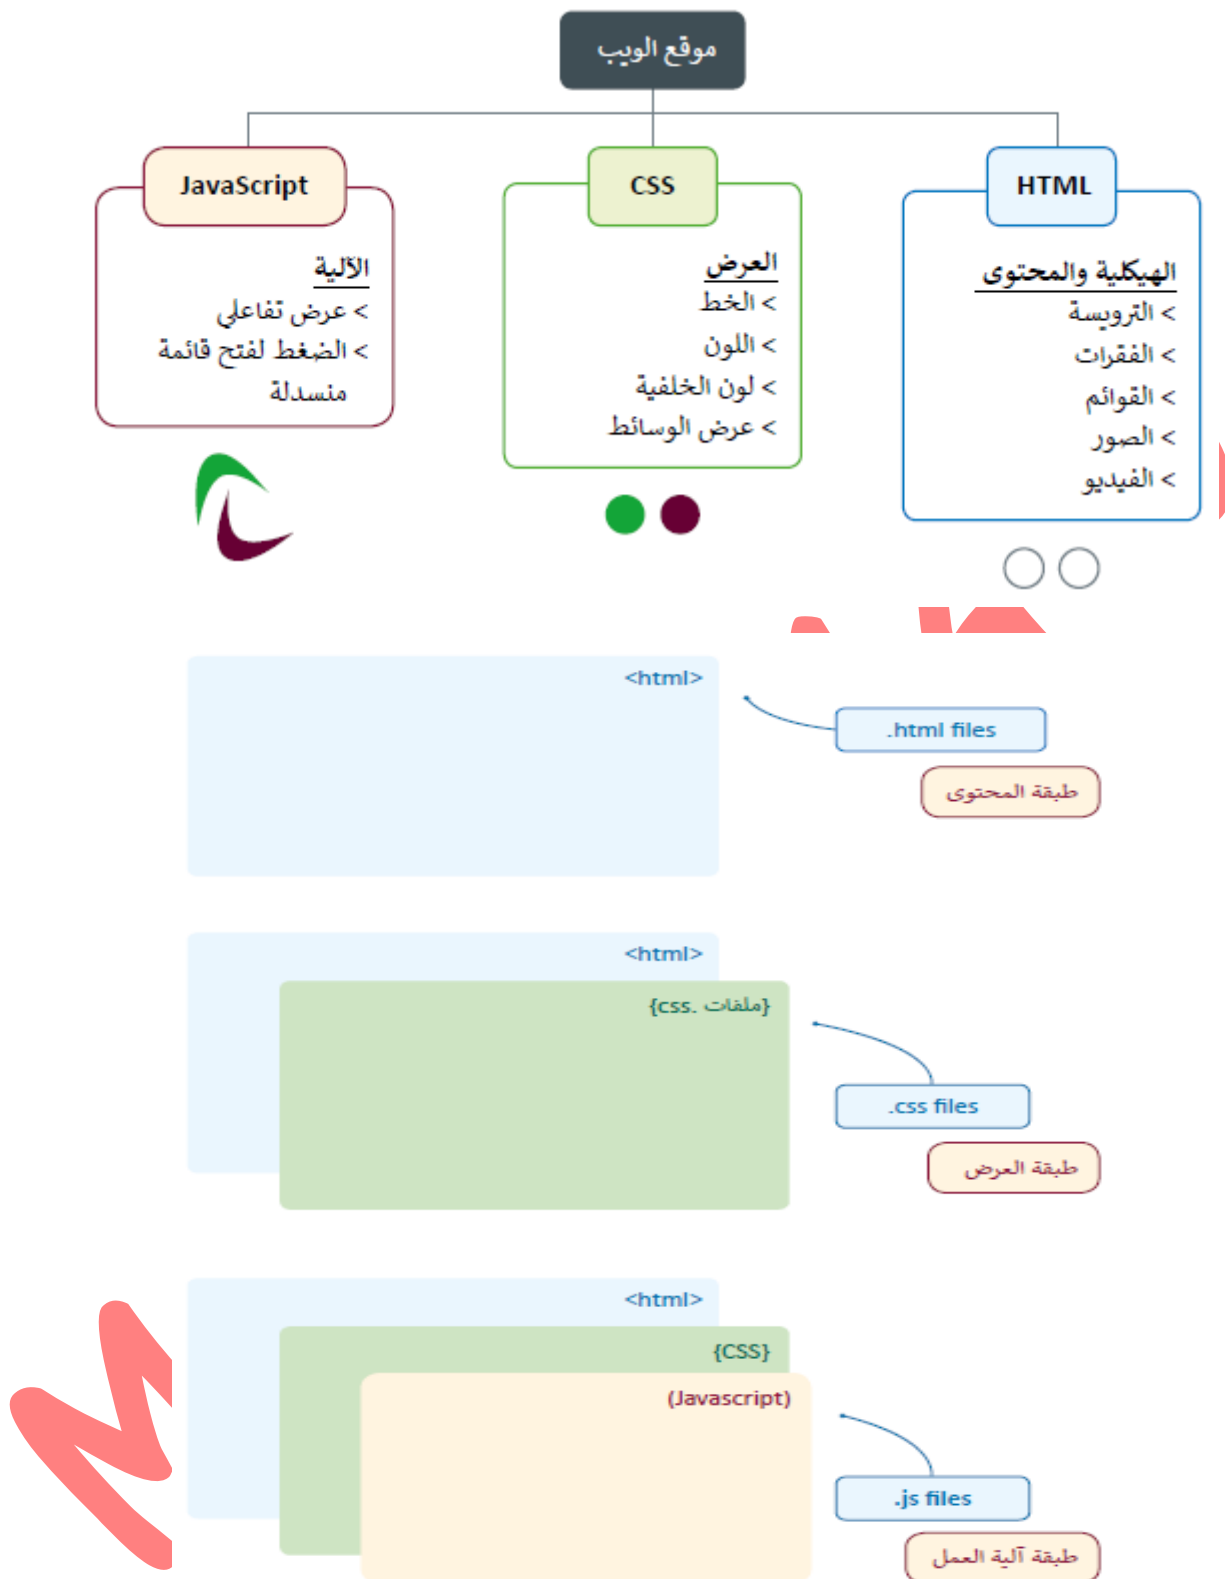 موقع الويب
HTML
الهيكلية والمحتوى
> الترويسة
> الفقرات
> القوائم
> الصور
> الفيديو
CSS
العرض
> الخط
> اللون
> لون الخلفية
> عرض الوسائط
JavaScript
الآلية
> عرض تفاعلي
> الضغط لفتح قائمة
منسدلة
<html>
.html files
طبقة المحتوى
<html>
{ملفات .css}
.css files
طبقة العرض
<html>
{CSS}
(Javascript)
.js files
طبقة آلية العمل